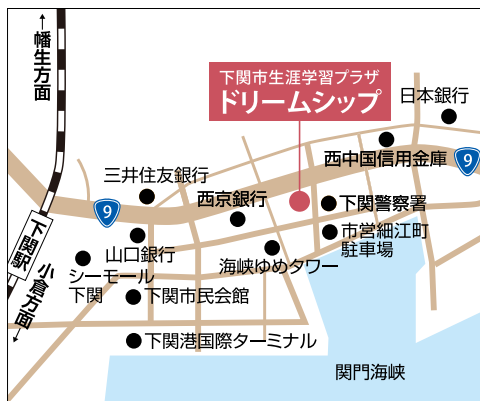 ←幡生方面
下関市生涯学習プラザ
ドリームシップ
日本銀行
西中国信用金庫
9
三井住友銀行
西京銀行
下関警察署
9
市営細江町
駐車場
山口銀行
海峡ゆめタワー
下関駅
シーモール
下関
小倉方面→
下関市民会館
下関港国際ターミナル
関門海峡